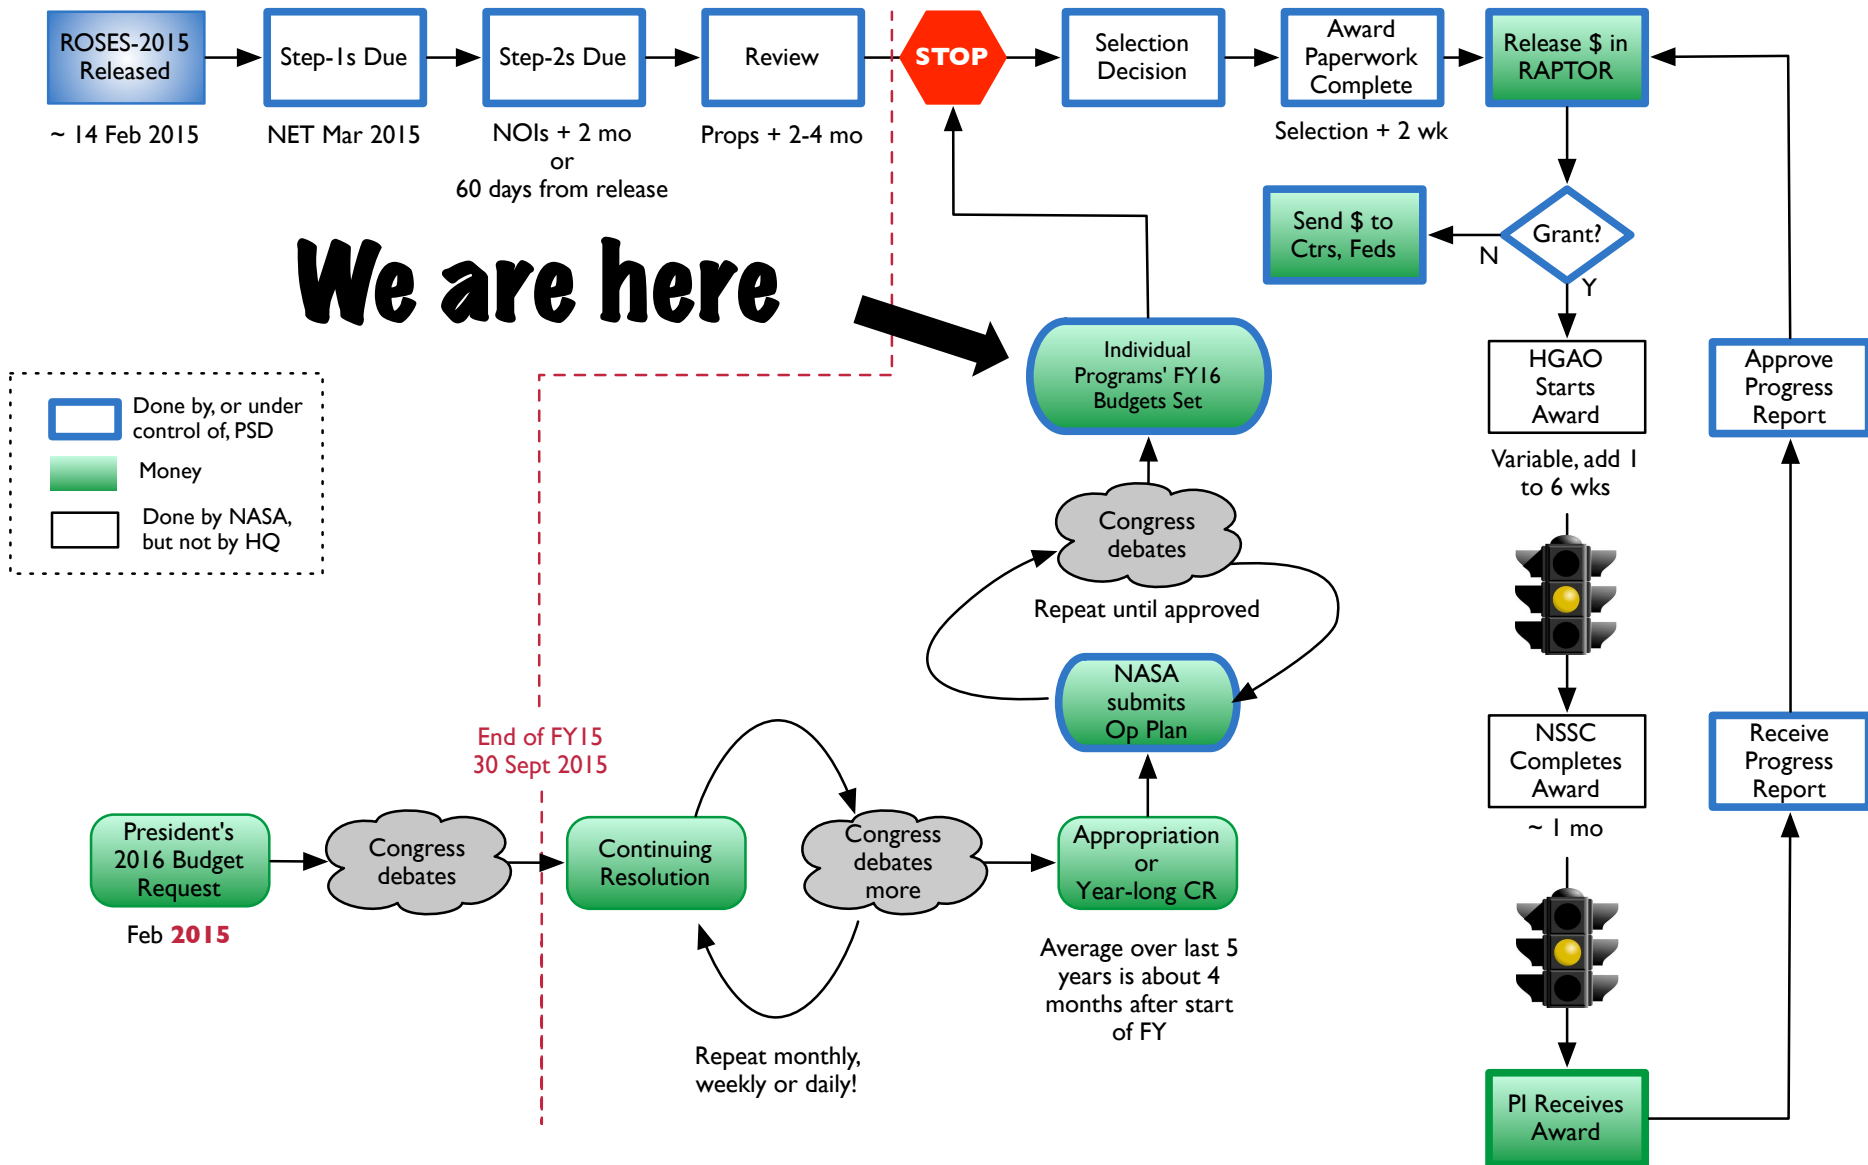 ROSES-2015
Released
~ 14 Feb 2015
Step-1s Due
NET Mar 2015
Step-2s Due
NOIs + 2 mo
or
60 days from release
Review
Props + 2-4 mo
STOP
Selection
Decision
Award
Paperwork
Complete
Selection + 2 wk
Release $ in
RAPTOR
Grant?
N
Y
Send $ to
Ctrs, Feds
We are here
Individual
Programs' FY16
Budgets Set
HGAO
Starts
Award
Variable, add 1
to 6 wks
Approve
Progress
Report
Done by, or under
control of, PSD
Money
Done by NASA,
but not by HQ
Congress
debates
Repeat until approved
NASA
submits
Op Plan
End of FY15
30 Sept 2015
NSSC
Completes
Award
~ 1 mo
Receive
Progress
Report
President's
2016 Budget
Request
Feb 2015
Congress
debates
Continuing
Resolution
Congress
debates
more
Repeat monthly,
weekly or daily!
Appropriation
or
Year-long CR
Average over last 5
years is about 4
months after start
of FY
PI Receives
Award